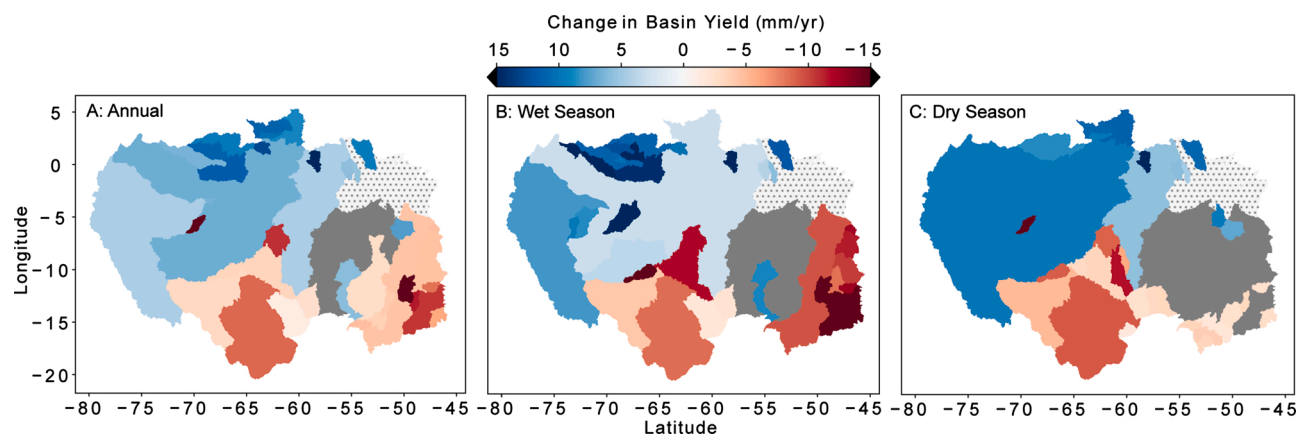 Change in Basin Yield (mm/yr)
15 10 5 0 −5 −10 −15
A: Annual
B: Wet Season
C: Dry Season
5
0
−5
−10
−15
−20
Longitude
−80 −75 −70 −65 −60 −55 −50 −45
−80 −75 −70 −65 −60 −55 −50 −45
−80 −75 −70 −65 −60 −55 −50 −45
Latitude